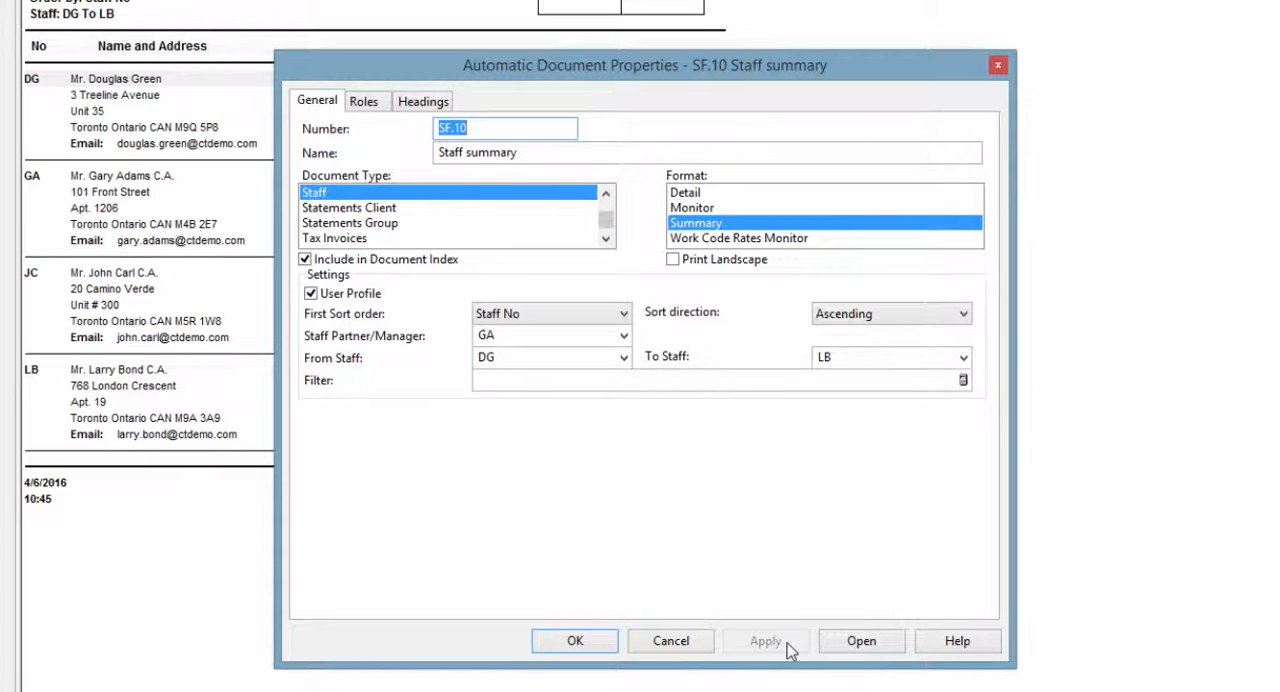 Staff: DG To LB
No Name and Address
DG Mr. Douglas Green
3 Treeline Avenue
Unit 35
Toronto Ontario CAN M9Q 5P8
Email: douglas.green@ctdemo.com
GA Mr. Gary Adams C.A.
101 Front Street
Apt. 1206
Toronto Ontario CAN M4B 2E7
Email: gary.adams@ctdemo.com
JC Mr. John Carl C.A.
20 Camino Verde
Unit # 300
Toronto Ontario CAN M5R 1W8
Email: john.carl@ctdemo.com
LB Mr. Larry Bond C.A.
768 London Crescent
Apt. 19
Toronto Ontario CAN M9A 3A9
Email: larry.bond@ctdemo.com
4/6/2016
10:45
Automatic Document Properties - SF.10 Staff summary
x
General Roles Headings
Number: SF.10
Name: Staff summary
Document Type: Format:
Staff Detail
Statements Client Monitor
Statements Group Summary
Tax Invoices Work Code Rates Monitor
Include in Document Index Print Landscape
Settings
User Profile
First Sort order: Staff No Sort direction: Ascending
Staff Partner/Manager: GA
From Staff: DG To Staff: LB
Filter:
OK Cancel Apply Open Help